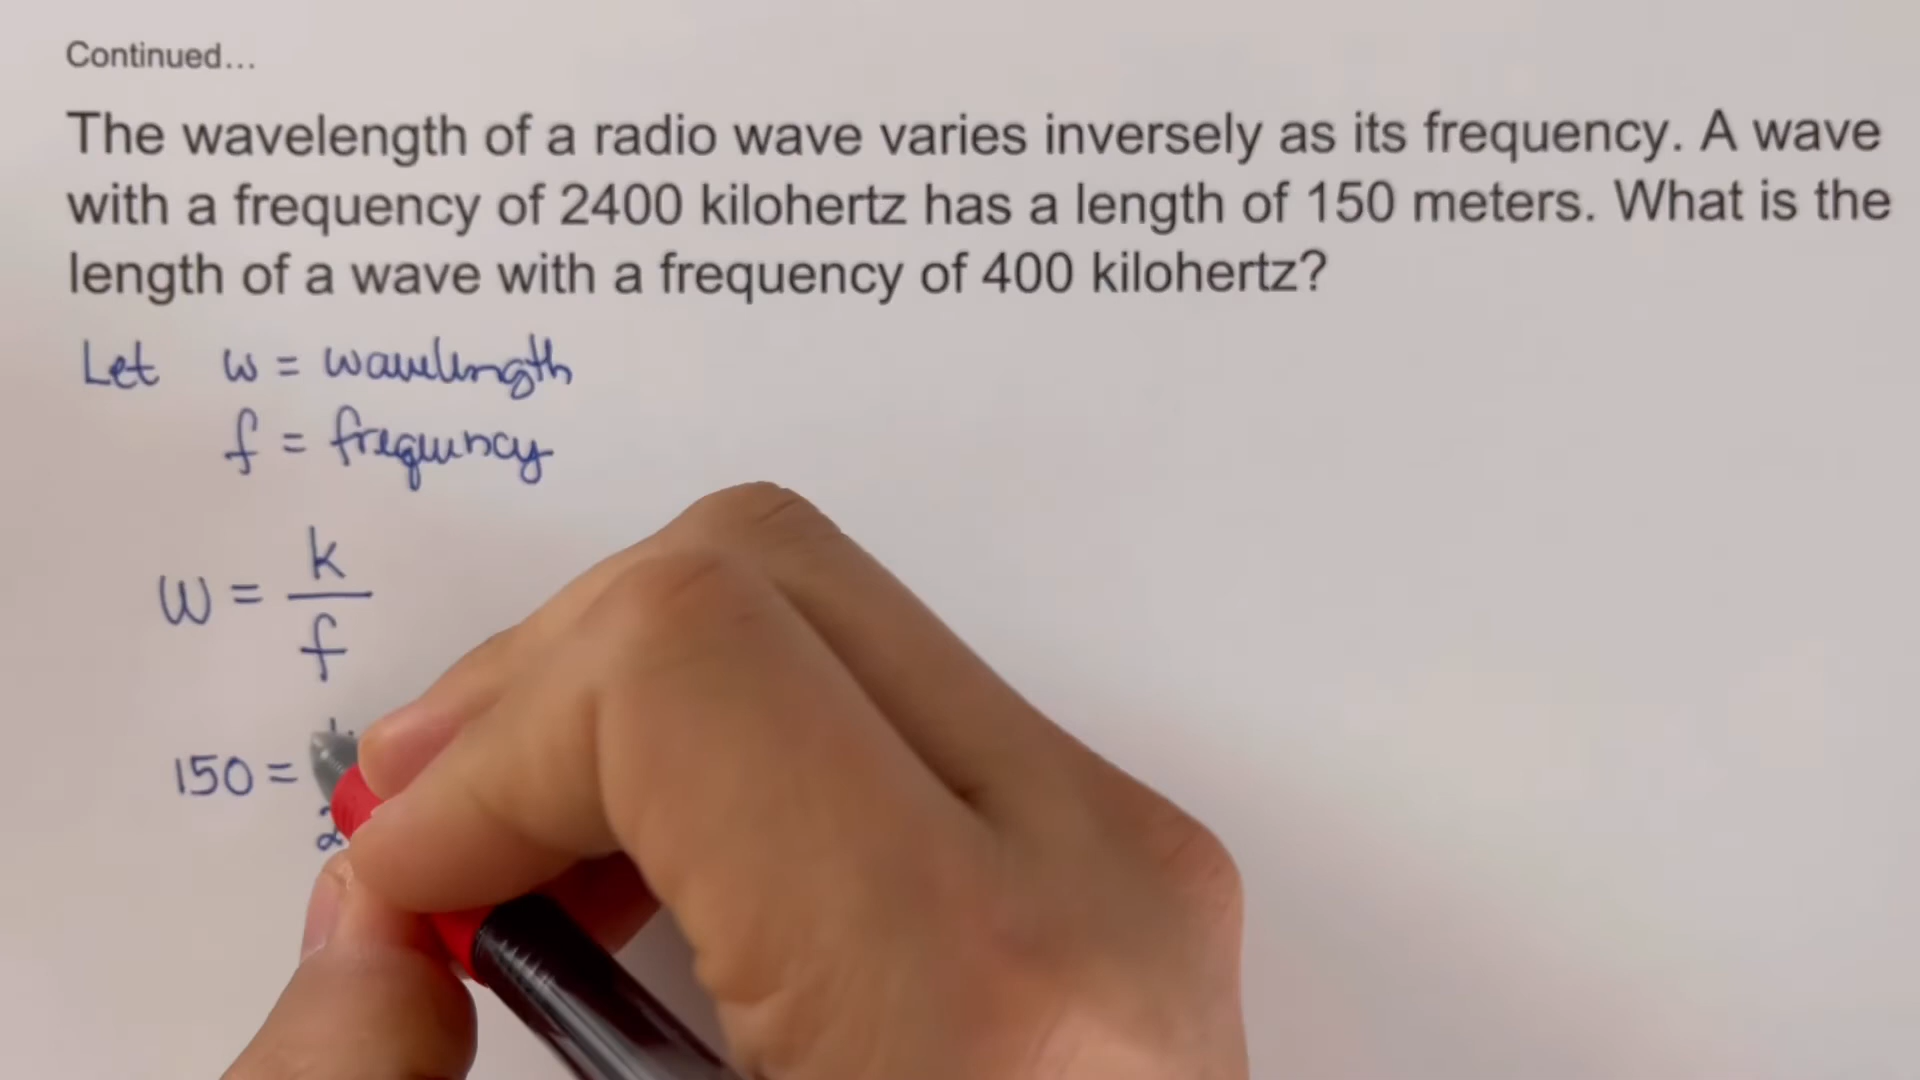 Continued...
The wavelength of a radio wave varies inversely as its frequency. A wave
with a frequency of 2400 kilohertz has a length of 150 meters. What is the
length of a wave with a frequency of 400 kilohertz?
Let w = wavelength
f = frequency
w = k
f
150 =
2